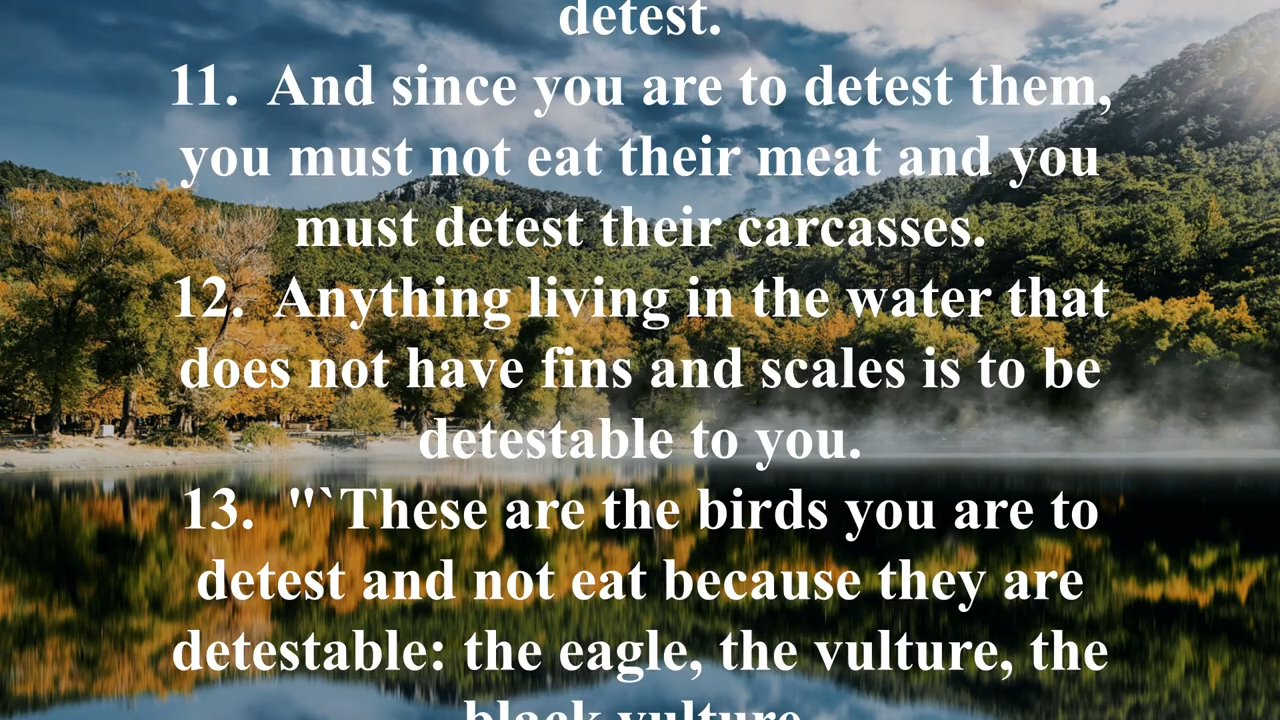 detest.
11.  And since you are to detest them,
you must not eat their meat and you
must detest their carcasses.
12.  Anything living in the water that
does not have fins and scales is to be
detestable to you.
13.  "`These are the birds you are to
detest and not eat because they are
detestable: the eagle, the vulture, the
black vulture,